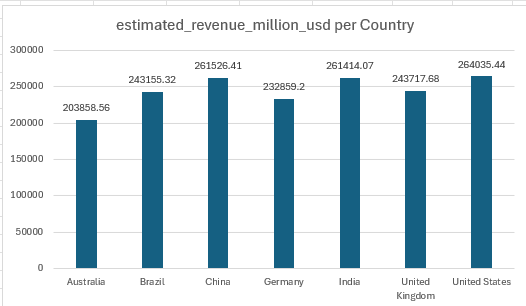 estimated_revenue_million_usd per Country
300000
250000
200000
150000
100000
50000
0
203858.56
243155.32
261526.41
232859.2
261414.07
243717.68
264035.44
Australia
Brazil
China
Germany
India
United
Kingdom
United States